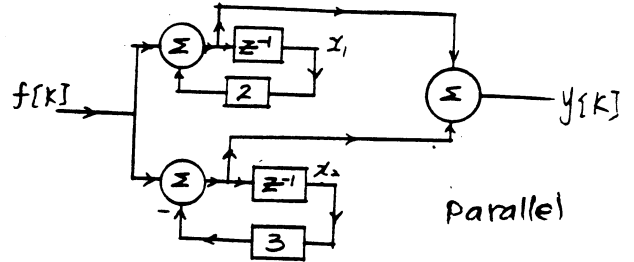 Σ z⁻¹ x₁
2
f[k] Σ y[k]
Σ z⁻¹ x₂
- 3
Parallel